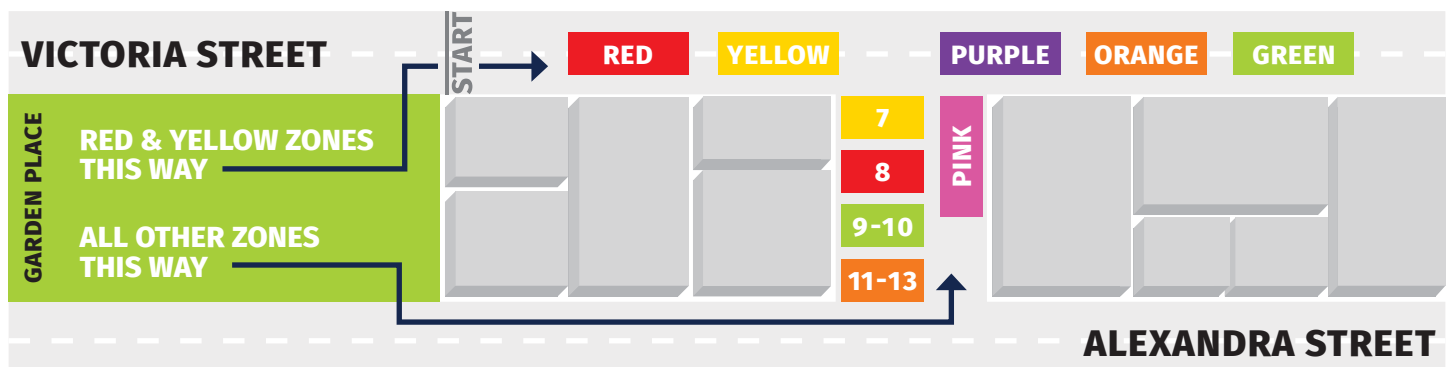 VICTORIA STREET
START
RED
YELLOW
PURPLE
ORANGE
GREEN
GARDEN PLACE
RED & YELLOW ZONES
THIS WAY
ALL OTHER ZONES
THIS WAY
7
8
9-10
11-13
PINK
ALEXANDRA STREET